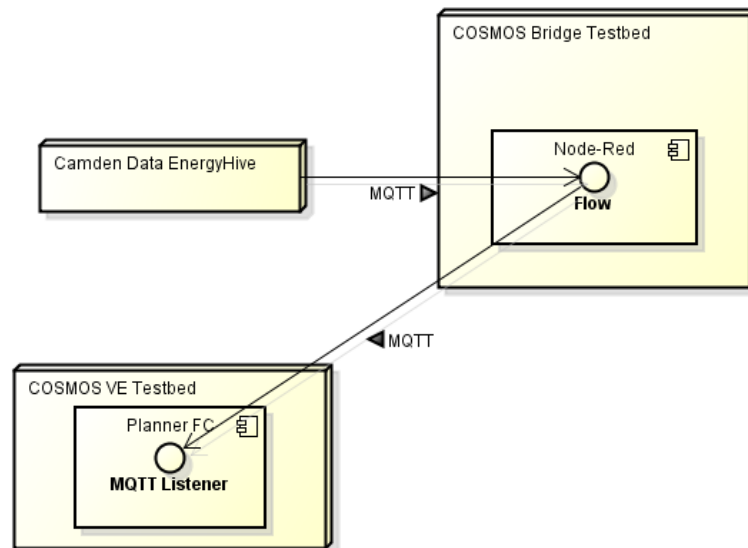 COSMOS Bridge Testbed
Node-Red
Flow
Camden Data EnergyHive
MQTT
MQTT
COSMOS VE Testbed
Planner FC
MQTT Listener